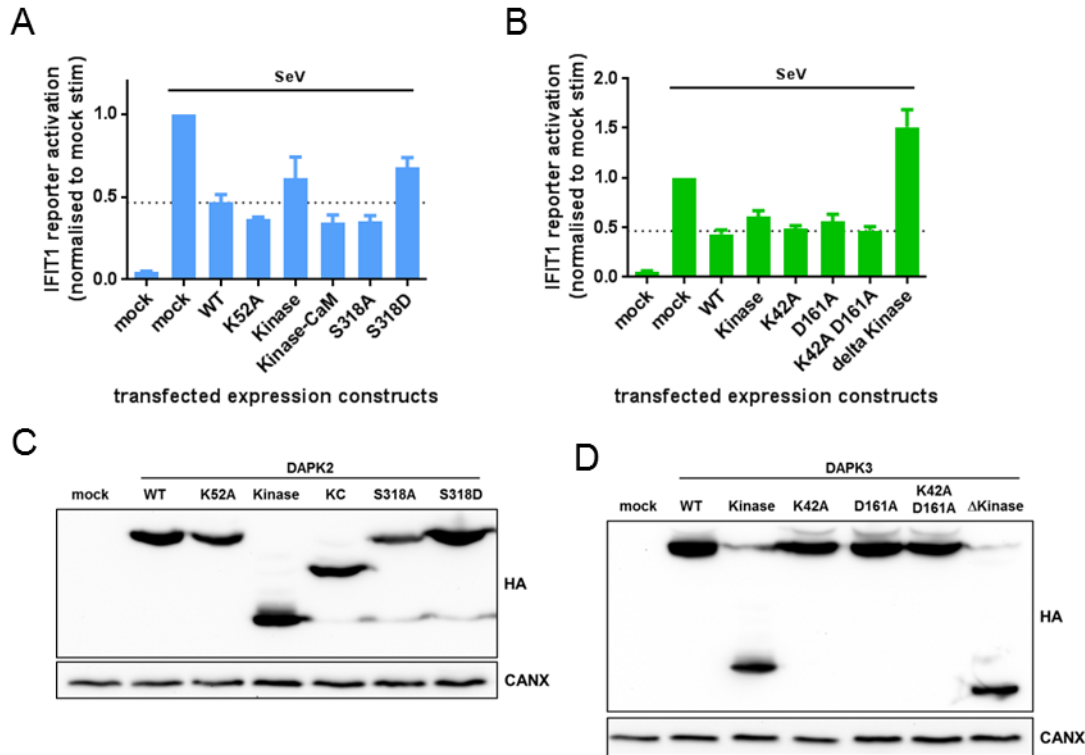 A
IFIT1 reporter activation
(normalised to mock stim)
SeV
1.0
0.5
0.0
mock
mock
WT
K52A
Kinase
Kinase-CaM
S318A
S318D
transfected expression constructs
B
IFIT1 reporter activation
(normalised to mock stim)
SeV
2.0
1.5
1.0
0.5
0.0
mock
mock
WT
Kinase
K42A
D161A
K42A D161A
delta Kinase
transfected expression constructs
C
DAPK2
mock WT K52A Kinase KC S318A S318D
HA
CANX
D
DAPK3
mock WT Kinase K42A D161A K42A D161A ΔKinase
HA
CANX